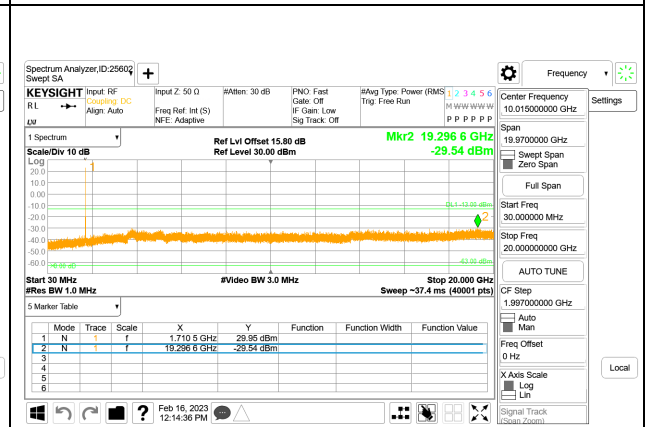 Spectrum Analyzer,ID:25602
Swept SA
+
Frequency
KEYSIGHT
Input: RF
Input Z: 50 Ω
#Atten: 30 dB
PNO: Fast
#Avg Type: Power (RMS
1 2 3 4 5 6
RL
Coupling: DC
Gate: Off
Trig: Free Run
Align: Auto
Freq Ref: Int (S)
IF Gain: Low
M W W W W W
NFE: Adaptive
Sig Track: Off
P P P P P P
LXI
Settings
Center Frequency
10.015000000 GHz
Span
19.9700000 GHz
Swept Span
Zero Span
Full Span
Start Freq
30.000000 MHz
Stop Freq
20.000000000 GHz
AUTO TUNE
CF Step
1.997000000 GHz
Auto
Man
Freq Offset
0 Hz
X Axis Scale
Log
Lin
Signal Track
(Span Zoom)
Local
1 Spectrum
Ref Lvl Offset 15.80 dB
Mkr2 19.296 6 GHz
Scale/Div 10 dB
Ref Level 30.00 dBm
-29.54 dBm
Log
1
20.0
10.0
0.00
-10.0
DL1 -13.00 dBm
-20.0
2
-30.0
-40.0
-50.0
-60.0
Start 30 MHz
#Video BW 3.0 MHz
Stop 20.000 GHz
#Res BW 1.0 MHz
Sweep ~37.4 ms (40001 pts)
5 Marker Table
Mode Trace Scale X Y Function Function Width Function Value
1 N 1 f 1.710 5 GHz 29.95 dBm
2 N 1 f 19.296 6 GHz -29.54 dBm
3
4
5
6
?
Feb 16, 2023
12:14:36 PM